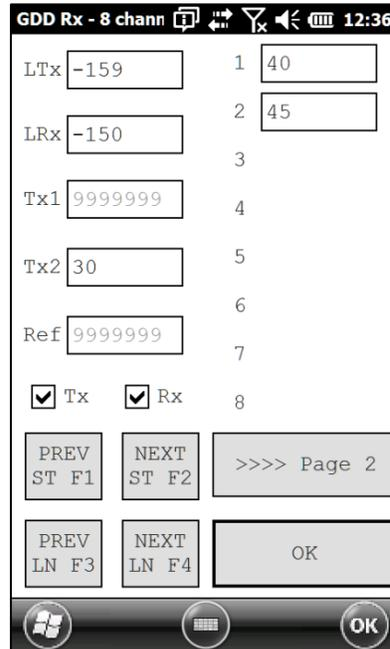 GDD Rx - 8 chann 12:36
LTx -159
LRx -150
Tx1 9999999
Tx2 30
Ref 9999999
Tx Rx
1 40
2 45
3
4
5
6
7
8
PREV
ST F1
NEXT
ST F2
>>>> Page 2
PREV
LN F3
NEXT
LN F4
OK
OK